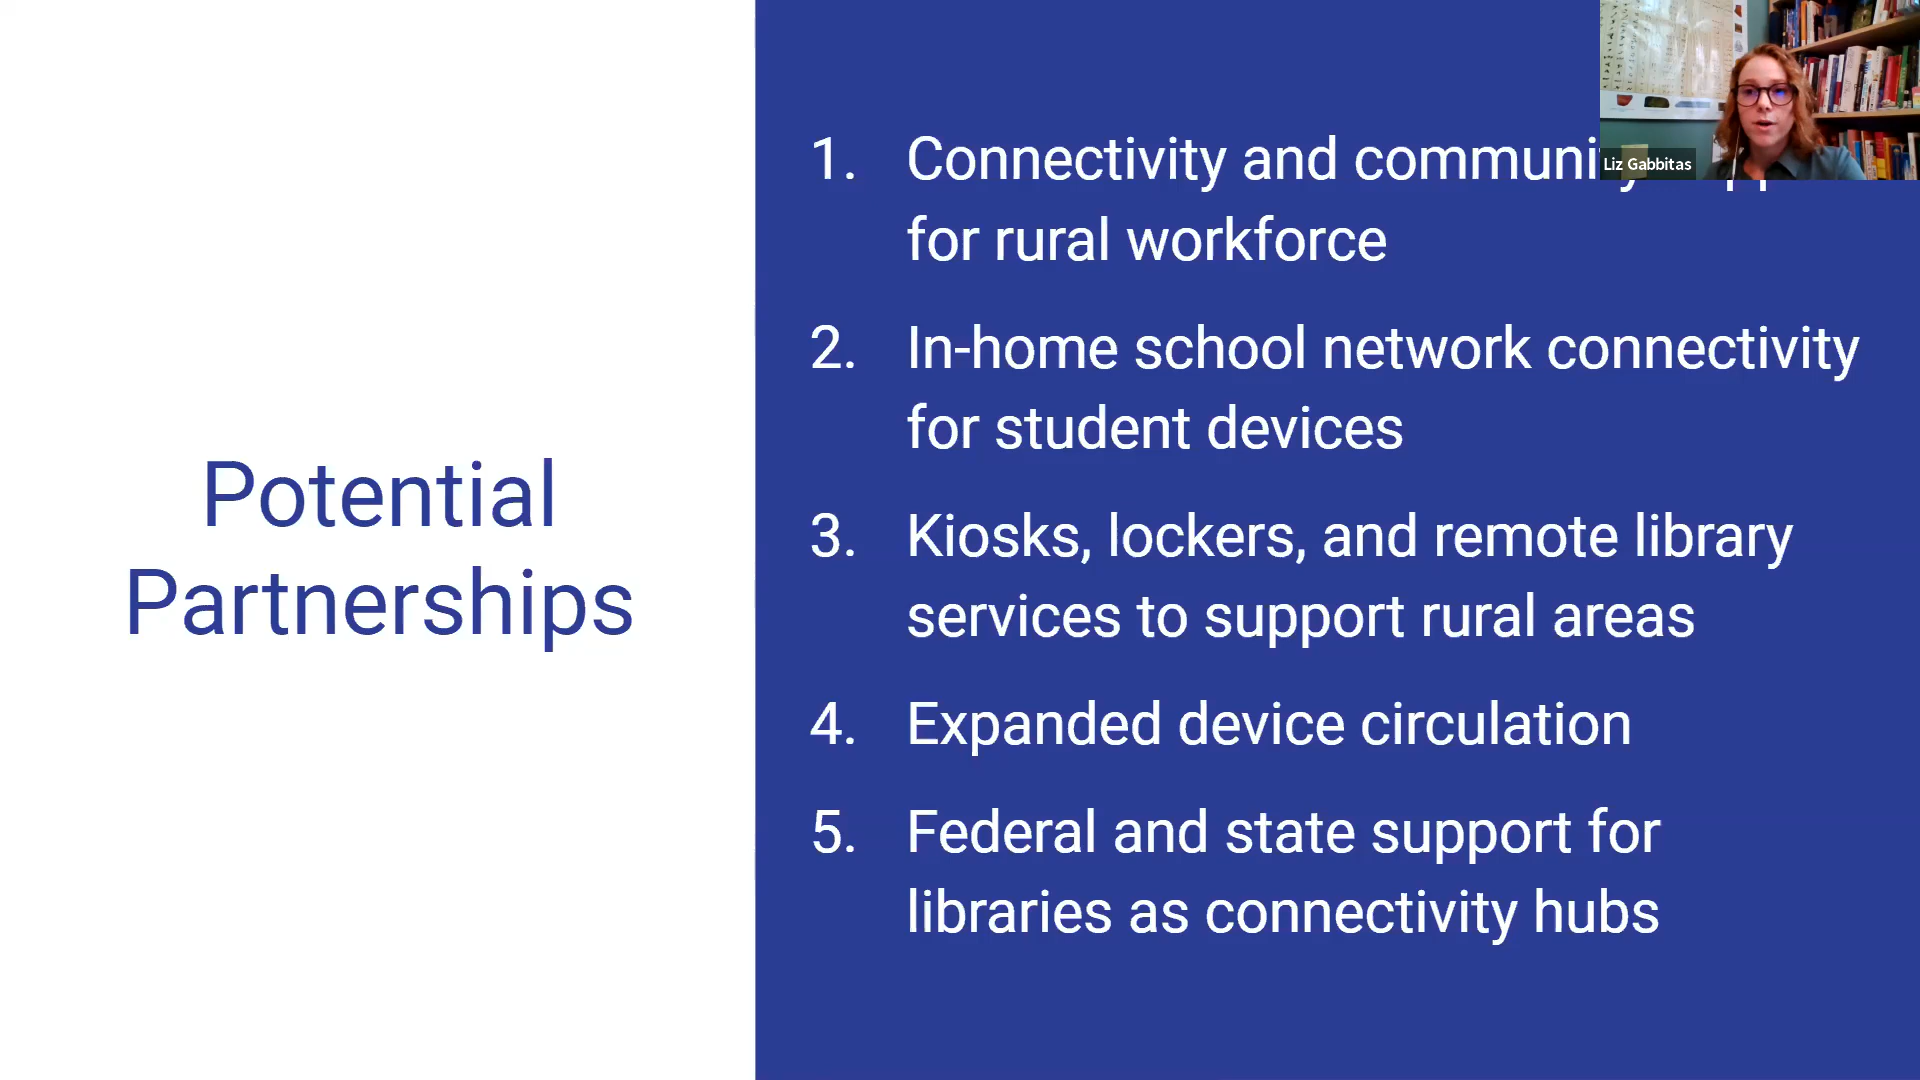 Potential
Partnerships
1. Connectivity and communi
for rural workforce
2. In-home school network connectivity
for student devices
3. Kiosks, lockers, and remote library
services to support rural areas
4. Expanded device circulation
5. Federal and state support for
libraries as connectivity hubs
Liz Gabbitas